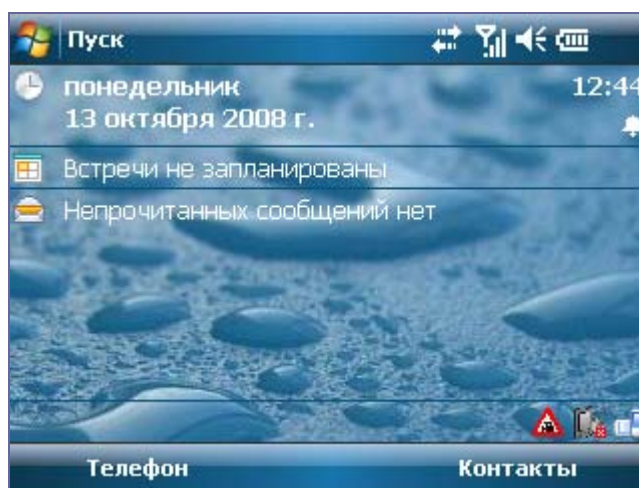 Пуск
понедельник 12:44
13 октября 2008 г.
Встречи не запланированы
Непрочитанных сообщений нет
Телефон Контакты